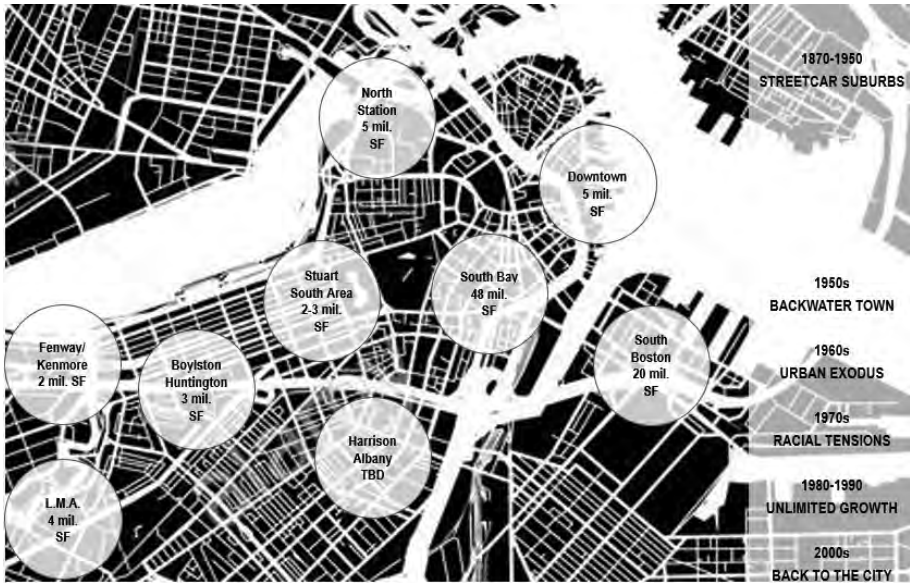 North
Station
5 mil.
SF
Downtown
5 mil.
SF
Stuart
South Area
2-3 mil.
SF
South Bay
48 mil.
SF
Fenway/
Kenmore
2 mil. SF
Boylston
Huntington
3 mil.
SF
South
Boston
20 mil.
SF
Harrison
Albany
TBD
L.M.A.
4 mil.
SF
1870-1950
STREETCAR SUBURBS
1950s
BACKWATER TOWN
1960s
URBAN EXODUS
1970s
RACIAL TENSIONS
1980-1990
UNLIMITED GROWTH
2000s
BACK TO THE CITY